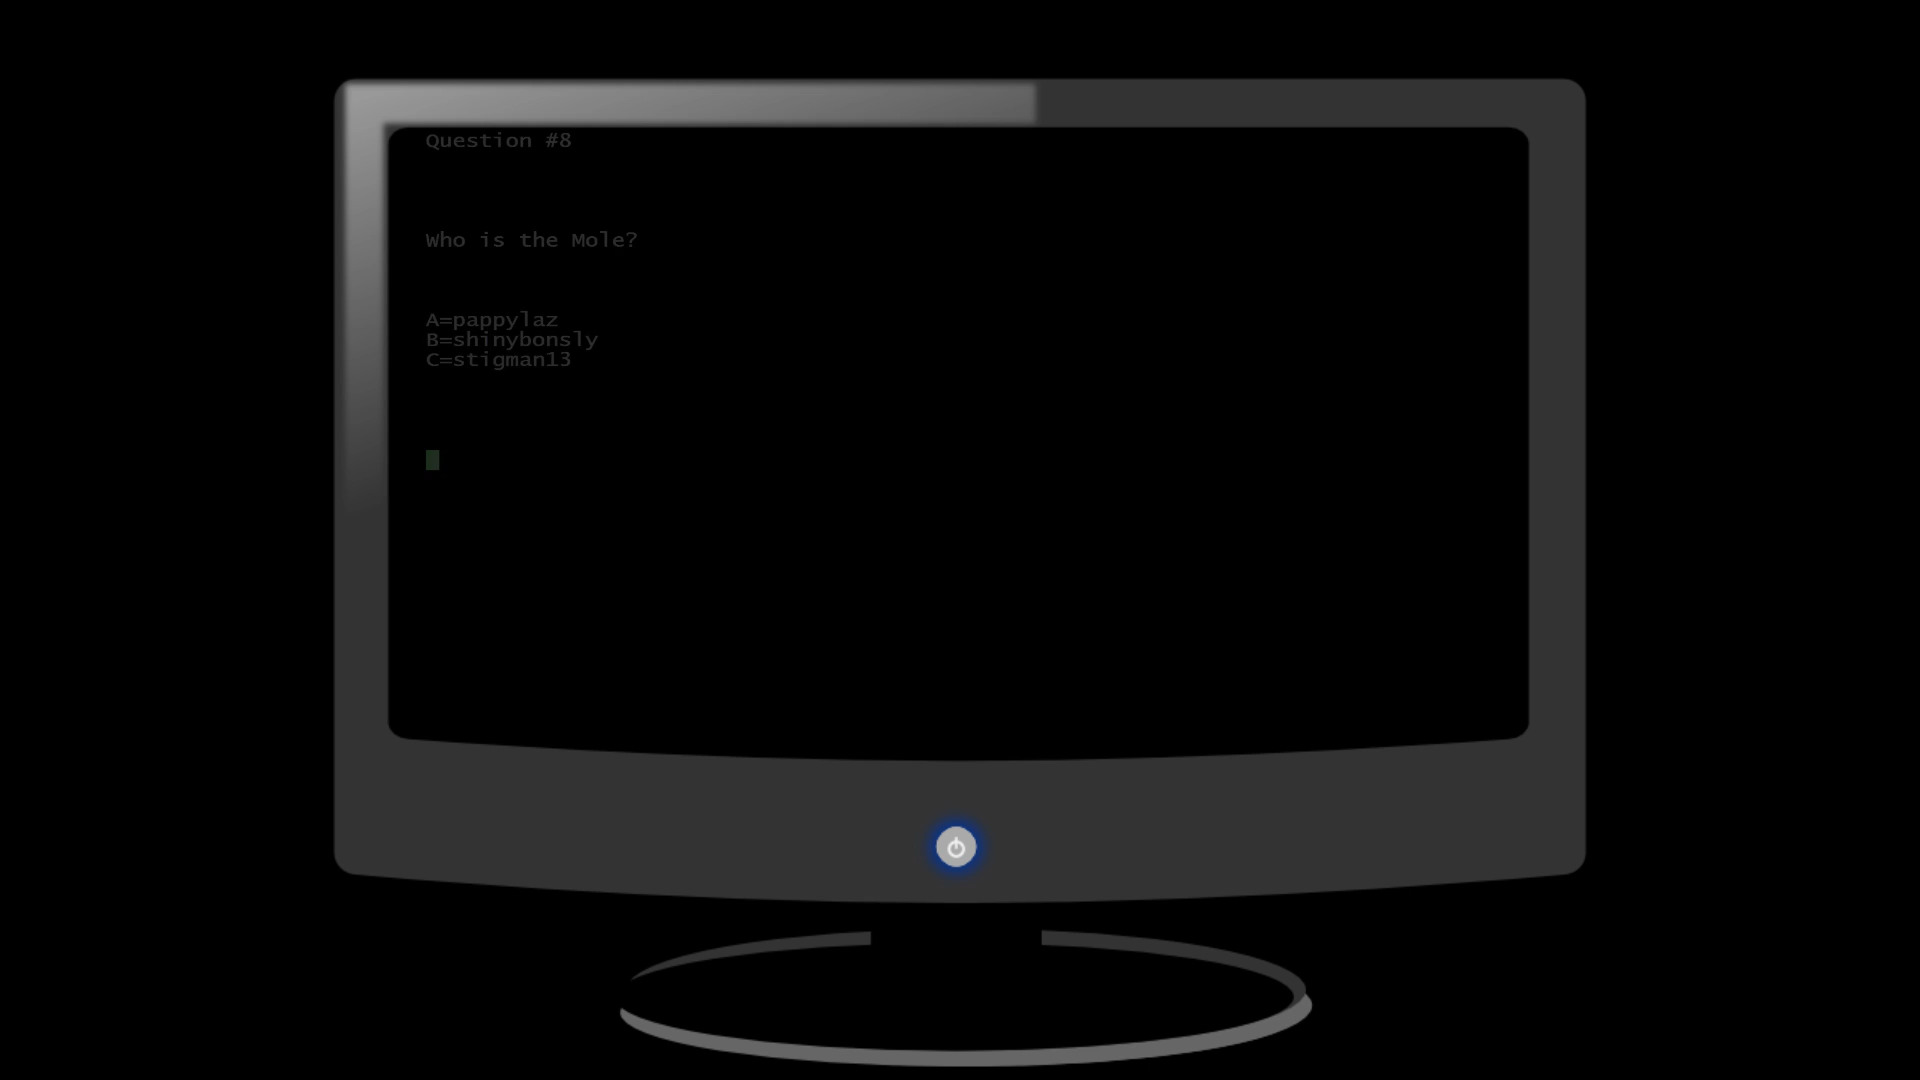 Question #8
Who is the Mole?
A=pappylaz
B=shinybonsly
C=stigman13